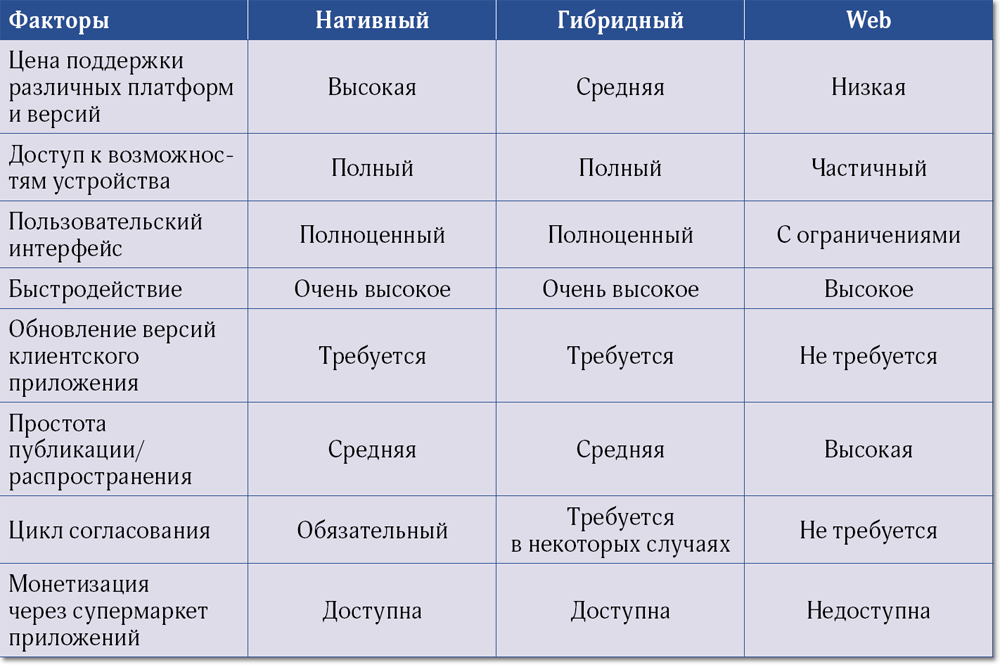 Факторы Нативный Гибридный Web
Цена поддержки
различных платформ
и версий
Высокая Средняя Низкая
Доступ к возможнос-
тям устройства
Полный Полный Частичный
Пользовательский
интерфейс
Полноценный Полноценный С ограничениями
Быстродействие Очень высокое Очень высокое Высокое
Обновление версий
клиентского
приложения
Требуется Требуется Не требуется
Простота
публикации/
распространения
Средняя Средняя Высокая
Цикл согласования Обязательный
Требуется
в некоторых случаях
Не требуется
Монетизация
через супермаркет
приложений
Доступна Доступна Недоступна